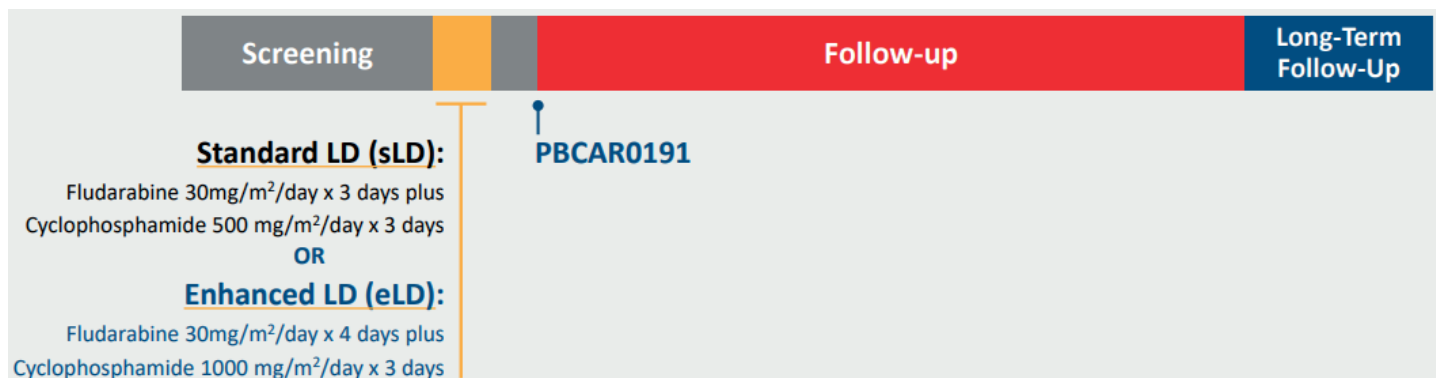 Screening
Follow-up
Long-Term
Follow-Up
Standard LD (sLD):
PBCAR0191
Fludarabine 30mg/m²/day x 3 days plus
Cyclophosphamide 500 mg/m²/day x 3 days
OR
Enhanced LD (eLD):
Fludarabine 30mg/m²/day x 4 days plus
Cyclophosphamide 1000 mg/m²/day x 3 days